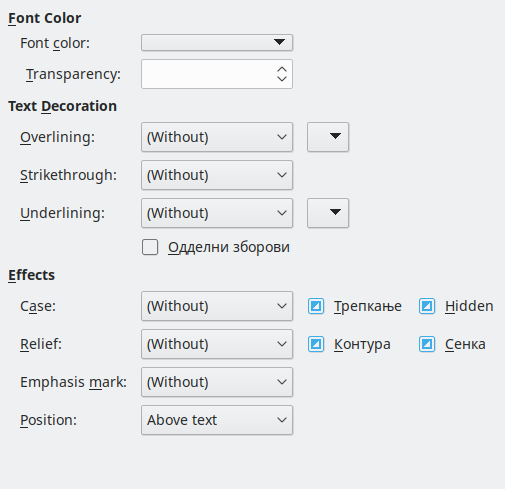 Font Color
Font color:
Transparency:
Text Decoration
Overlining: (Without)
Strikethrough: (Without)
Underlining: (Without)
Одделни зборови
Effects
Case: (Without) Трепкање Hidden
Relief: (Without) Контура Сенка
Emphasis mark: (Without)
Position: Above text